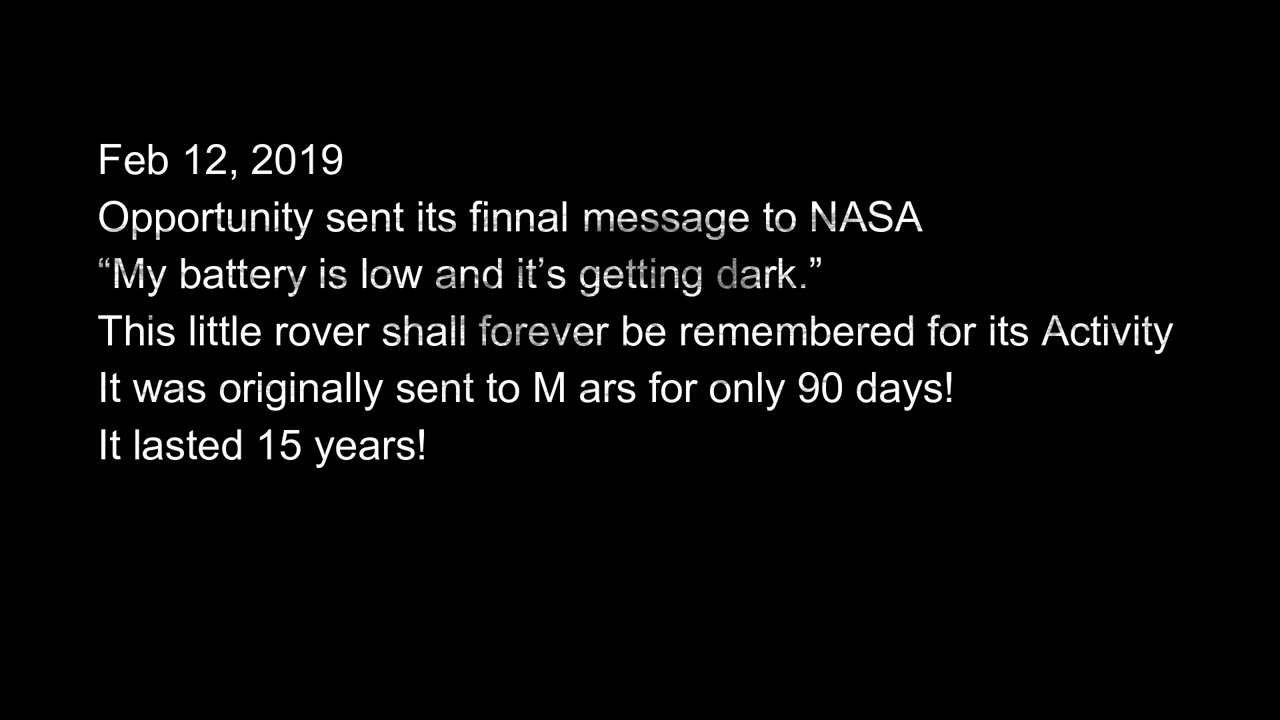 Feb 12, 2019
Opportunity sent its finnal message to NASA
“My battery is low and it’s getting dark.”
This little rover shall forever be remembered for its Activity
It was originally sent to M ars for only 90 days!
It lasted 15 years!